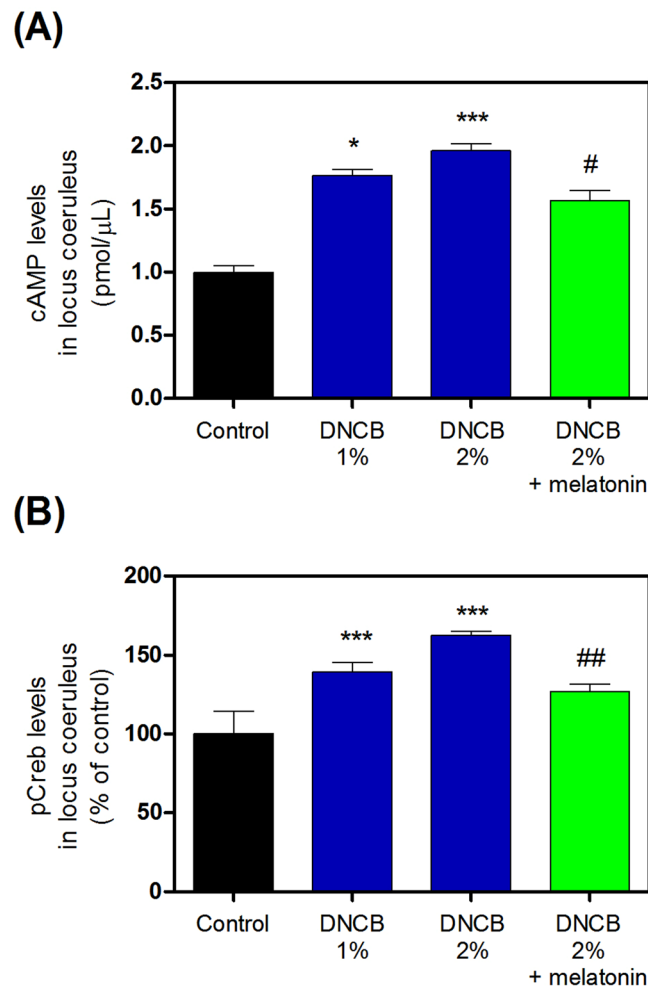 (A)
cAMP levels
in locus coeruleus
(pmol/μL)
2.5
2.0
1.5
1.0
0.5
0.0
*
***
#
Control
DNCB
1%
DNCB
2%
DNCB
2%
+ melatonin
(B)
pCreb levels
in locus coeruleus
(% of control)
200
150
100
50
0
***
***
##
Control
DNCB
1%
DNCB
2%
DNCB
2%
+ melatonin